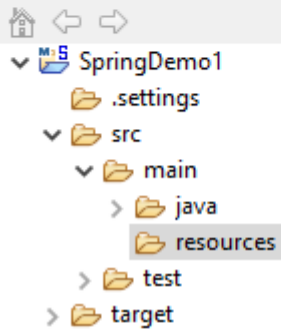 SpringDemo1
.settings
src
main
java
resources
test
target